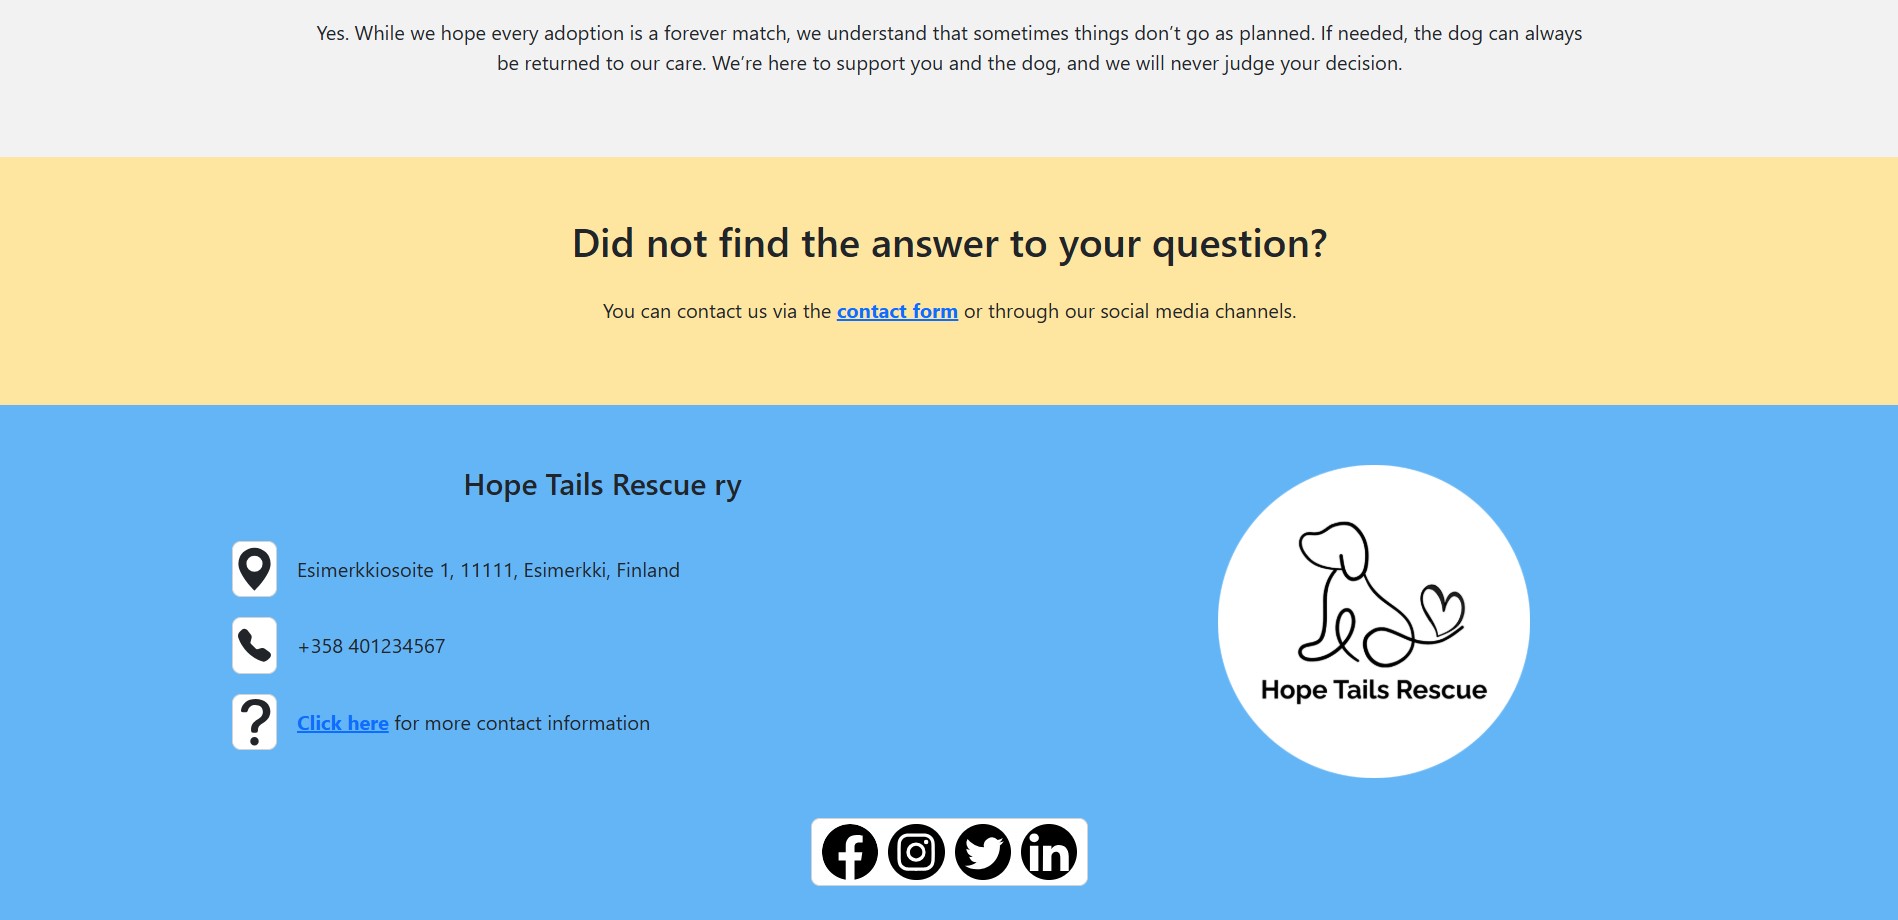 Yes. While we hope every adoption is a forever match, we understand that sometimes things don’t go as planned. If needed, the dog can always
be returned to our care. We’re here to support you and the dog, and we will never judge your decision.
Did not find the answer to your question?
You can contact us via the contact form or through our social media channels.
Hope Tails Rescue ry
Esimerkkiosoite 1, 11111, Esimerkki, Finland
+358 401234567
Click here for more contact information
Hope Tails Rescue